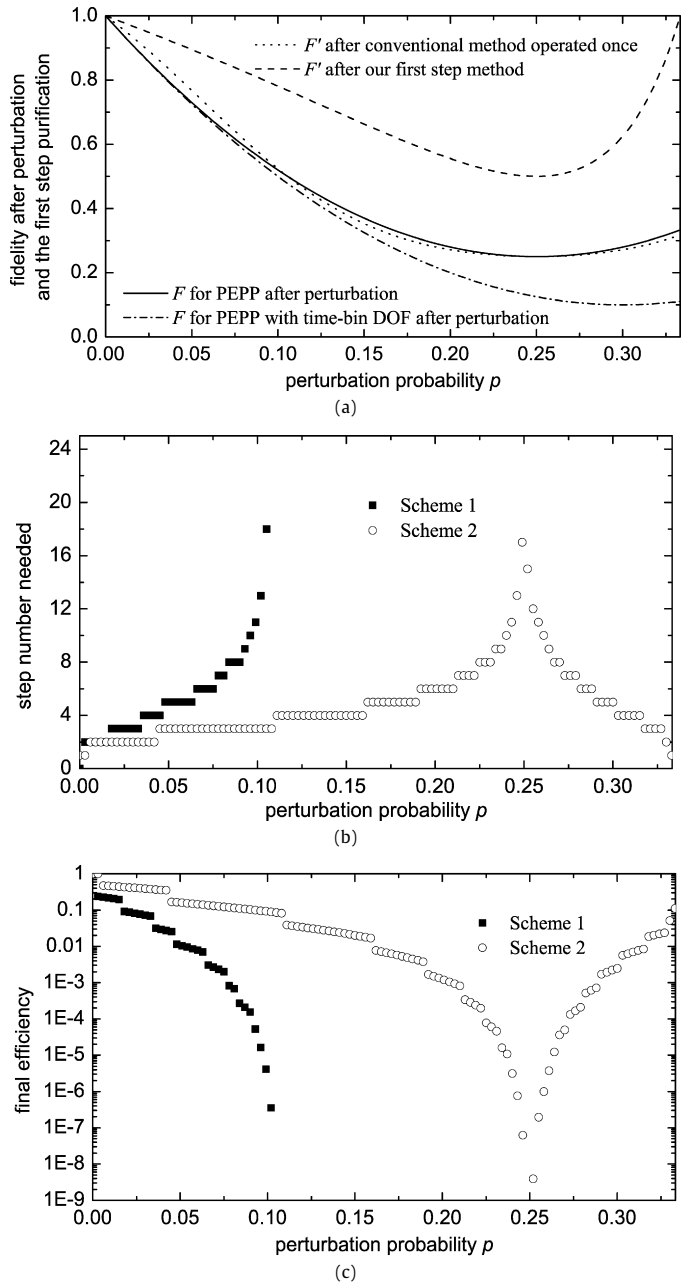 1.0
0.8
0.6
0.4
0.2
0.0
fidelity after perturbation
and the first step purification
F' after conventional method operated once
F' after our first step method
F for PEPP after perturbation
F for PEPP with time-bin DOF after perturbation
0.00 0.05 0.10 0.15 0.20 0.25 0.30
perturbation probability p
(a)
24
20
16
12
8
4
0
step number needed
Scheme 1
Scheme 2
0.00 0.05 0.10 0.15 0.20 0.25 0.30
perturbation probability p
(b)
1
0.1
0.01
1E-3
1E-4
1E-5
1E-6
1E-7
1E-8
1E-9
final efficiency
Scheme 1
Scheme 2
0.00 0.05 0.10 0.15 0.20 0.25 0.30
perturbation probability p
(c)